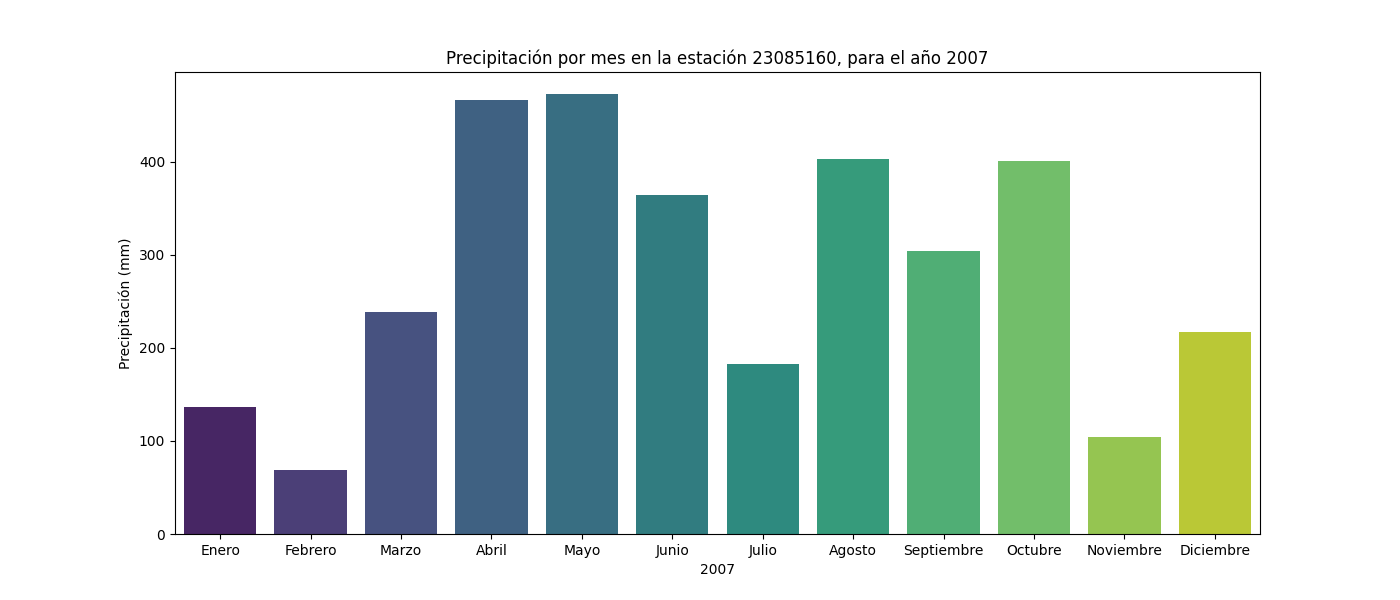 Precipitación por mes en la estación 23085160, para el año 2007
Precipitación (mm)
400
300
200
100
0
Enero Febrero Marzo Abril Mayo Junio Julio Agosto Septiembre Octubre Noviembre Diciembre
2007